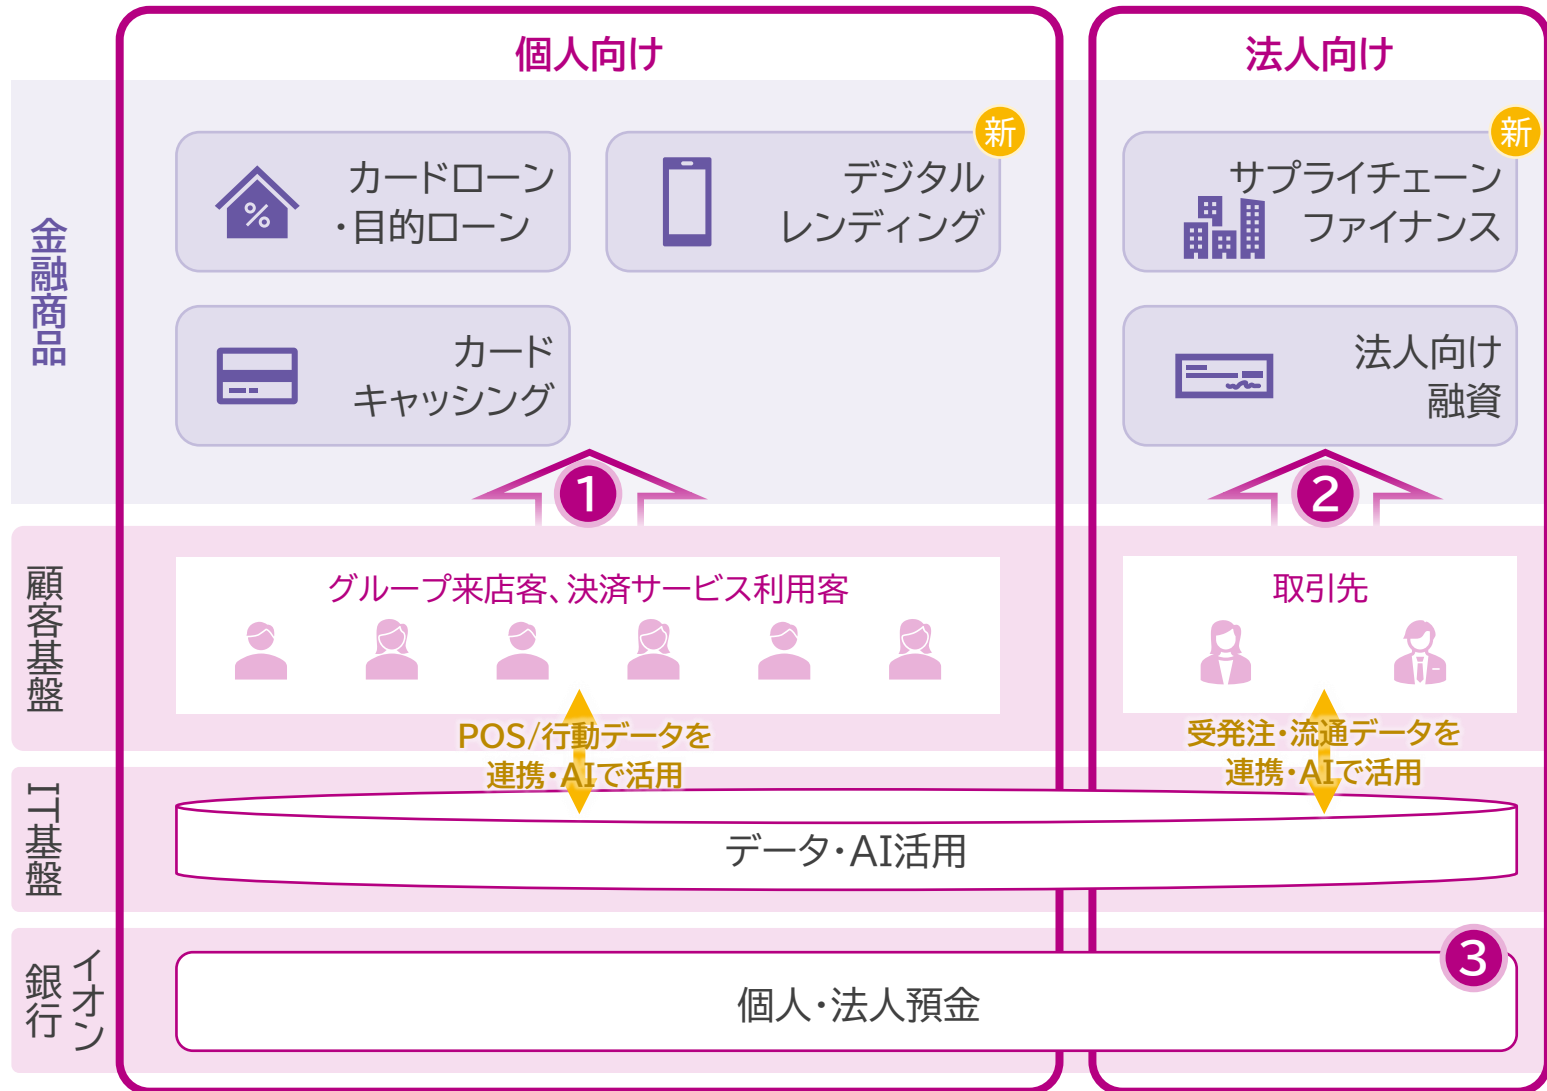 個人向け
法人向け
金融商品
カードローン
・目的ローン
新
デジタル
レンディング
カード
キャッシング
新
サプライチェーン
ファイナンス
法人向け
融資
1
2
顧客基盤
グループ来店客、決済サービス利用客
取引先
POS/行動データを
連携・AIで活用
受発注・流通データを
連携・AIで活用
IT基盤
データ・AI活用
イオン
銀行
3
個人・法人預金
%